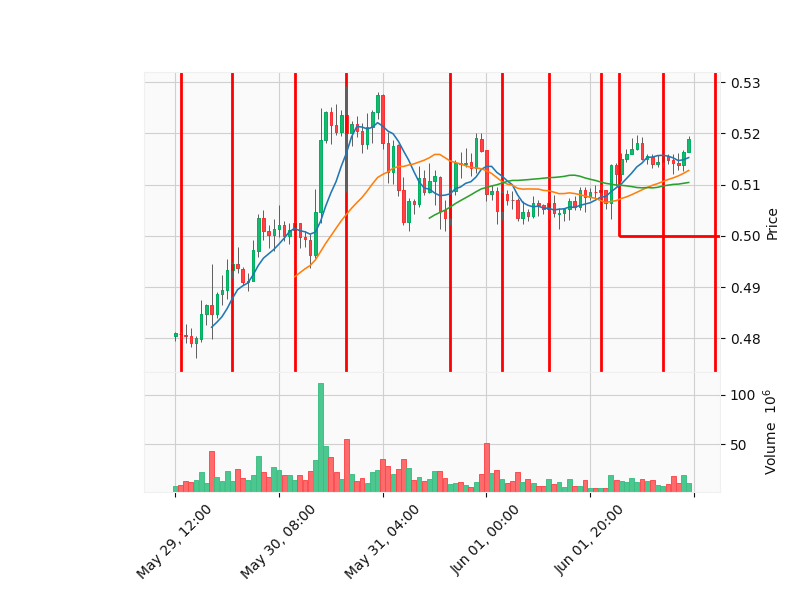 0.53
0.52
0.51
0.50
0.49
0.48
Price
100
50
Volume 10⁶
May 29, 12:00
May 30, 08:00
May 31, 04:00
Jun 01, 00:00
Jun 01, 20:00